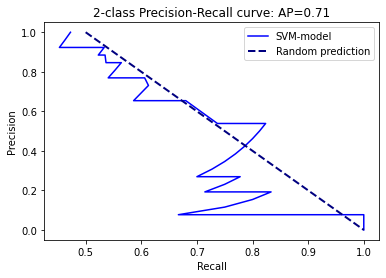 2-class Precision-Recall curve: AP=0.71
SVM-model
Random prediction
Precision
1.0
0.8
0.6
0.4
0.2
0.0
0.5 0.6 0.7 0.8 0.9 1.0
Recall